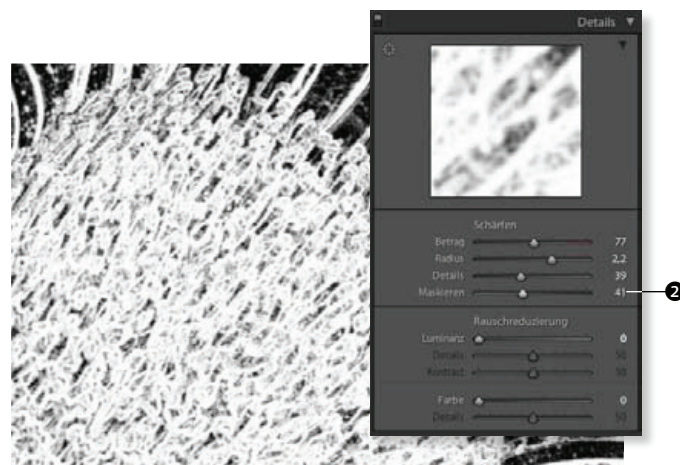 Details
Schärfen
Betrag 77
Radius 2,2
Details 39
Maskieren 41
2
Rauschreduzierung
Luminanz 0
Details 50
Kontrast 50
Farbe 0
Details 50